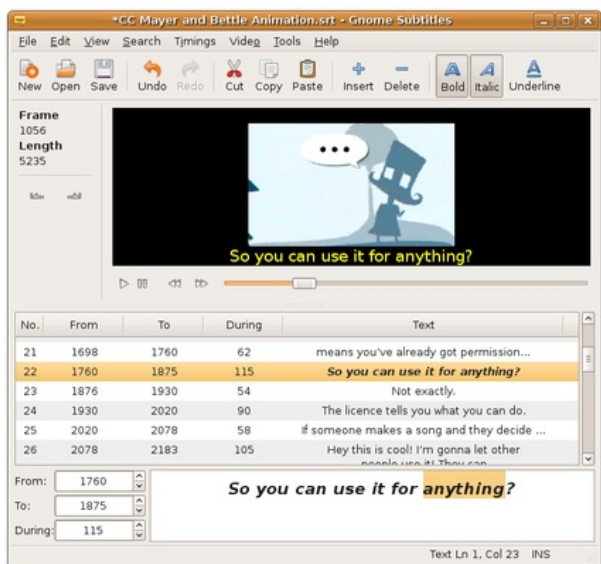 *CC Mayer and Bettle Animation.srt - Gnome Subtitles
File Edit View Search Timings Video Tools Help
New Open Save Undo Redo Cut Copy Paste Insert Delete Bold Italic Underline
Frame
1056
Length
5235
So you can use it for anything?
No. From To During Text
21 1698 1760 62 means you've already got permission...
22 1760 1875 115 So you can use it for anything?
23 1876 1930 54 Not exactly.
24 1930 2020 90 The licence tells you what you can do.
25 2020 2078 58 If someone makes a song and they decide ...
26 2078 2183 105 Hey this is cool! I'm gonna let other
people use it! They can
From: 1760
To: 1875
During: 115
So you can use it for anything?
Text Ln 1, Col 23 INS